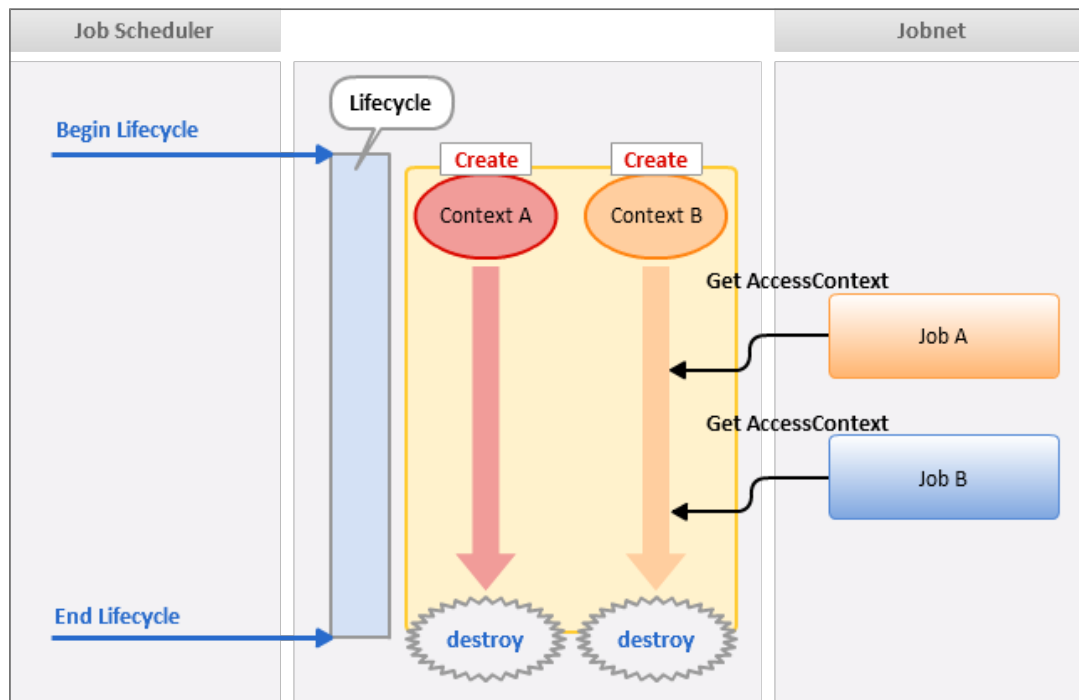 Job Scheduler
Jobnet
Lifecycle
Begin Lifecycle
Create
Create
Context A
Context B
Get AccessContext
Job A
Get AccessContext
Job B
End Lifecycle
destroy
destroy